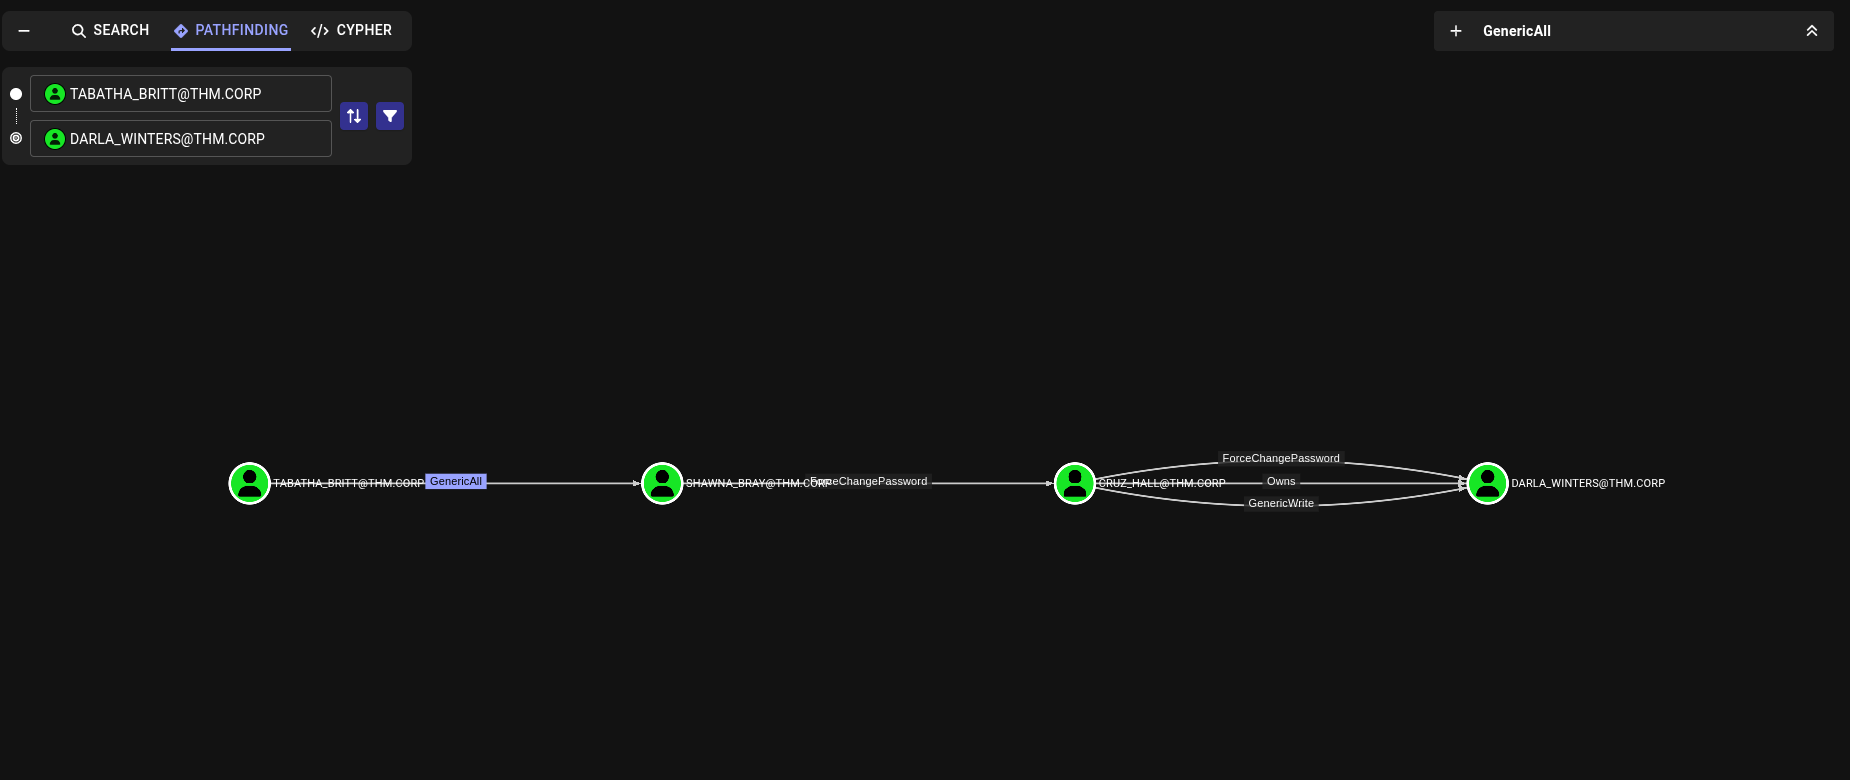 SEARCH
PATHFINDING
CYPHER
GenericAll
TABATHA_BRITT@THM.CORP
DARLA_WINTERS@THM.CORP
ForceChangePassword
TABATHA_BRITT@THM.CORP
GenericAll
SHAWNA_BRAY@THM.CORP
ForceChangePassword
CRUZ_HALL@THM.CORP
Owns
DARLA_WINTERS@THM.CORP
GenericWrite